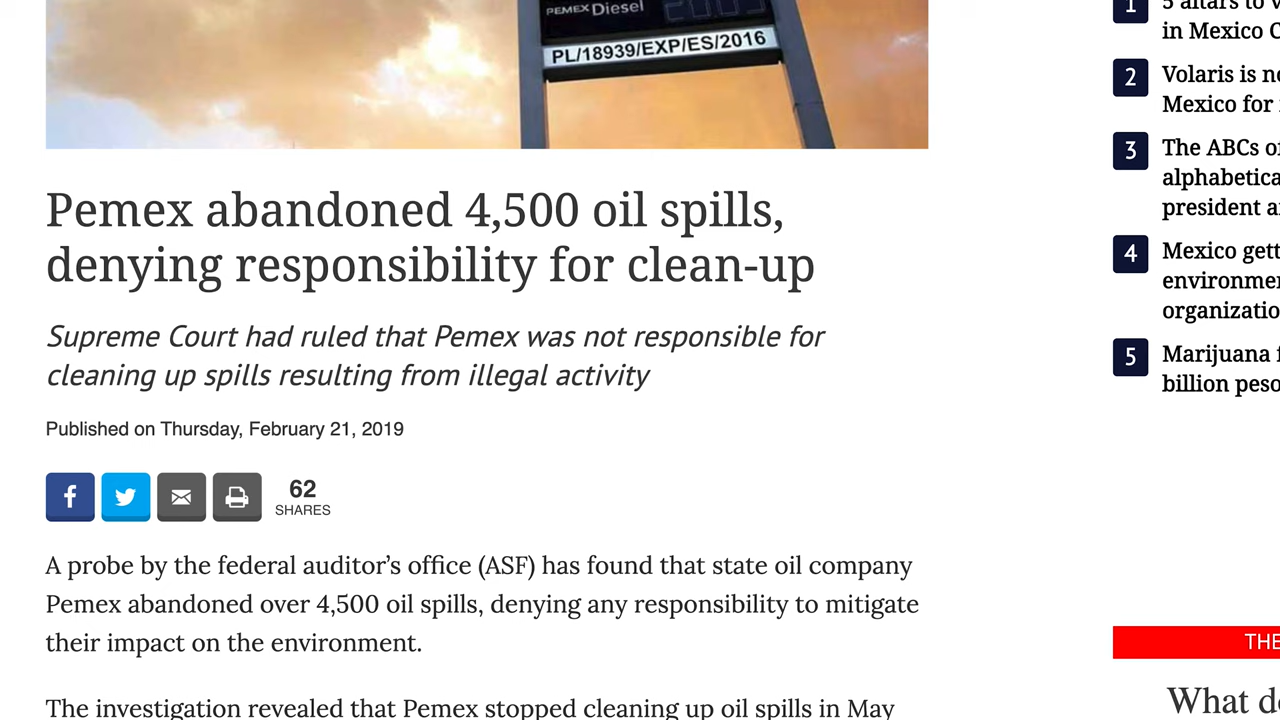 PEMEX Diesel
PL/18939/EXP/ES/2016
Pemex abandoned 4,500 oil spills,
denying responsibility for clean-up
Supreme Court had ruled that Pemex was not responsible for
cleaning up spills resulting from illegal activity
Published on Thursday, February 21, 2019
62
SHARES
A probe by the federal auditor’s office (ASF) has found that state oil company
Pemex abandoned over 4,500 oil spills, denying any responsibility to mitigate
their impact on the environment.
The investigation revealed that Pemex stopped cleaning up oil spills in May
1
5 altars to
in Mexico
2
Volaris is
Mexico for
3
The ABCs
president
4
Mexico
5
Marijuana
billion
THE
What